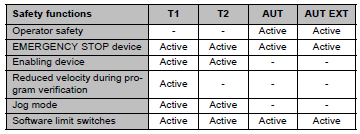 Safety functions T1 T2 AUT AUT EXT
Operator safety - - Active Active
EMERGENCY STOP device Active Active Active Active
Enabling device Active Active - -
Reduced velocity during pro-
gram verification Active - - -
Jog mode Active Active - -
Software limit switches Active Active Active Active